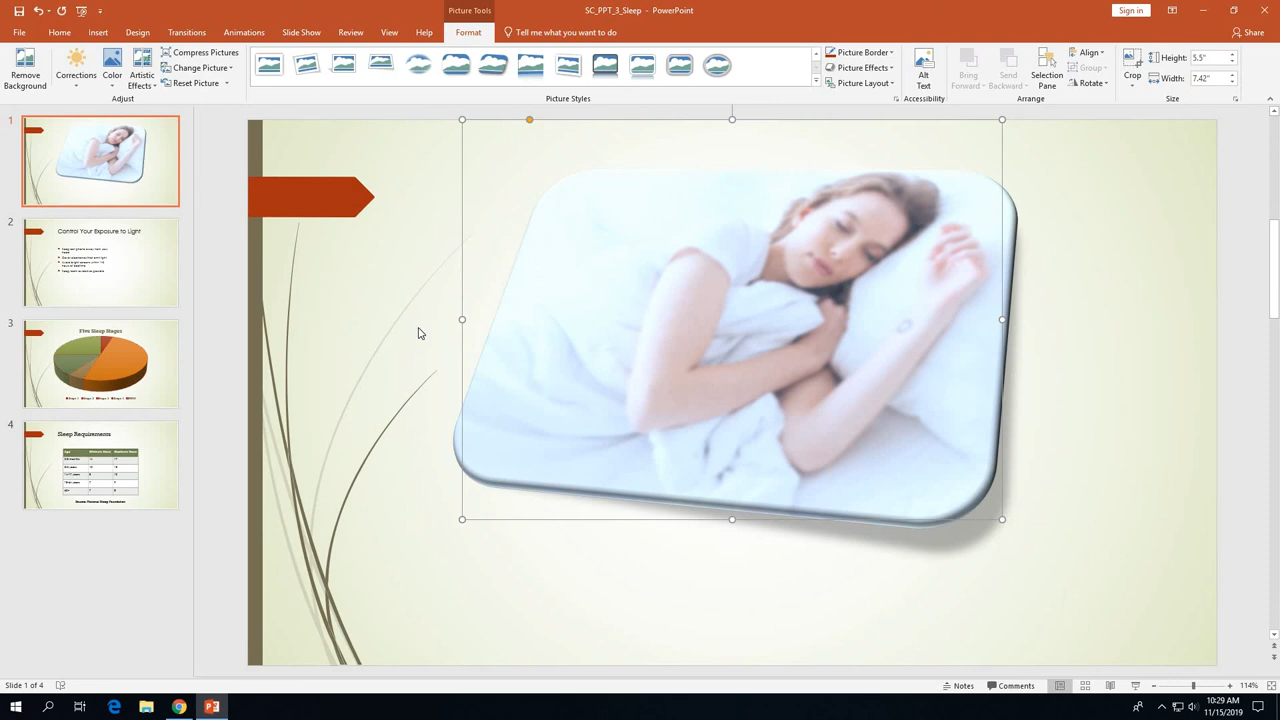 SC_PPT_3_Sleep - PowerPoint
Picture Tools
Sign in
File Home Insert Design Transitions Animations Slide Show Review View Help Format Tell me what you want to do Share
Remove Background
Corrections
Color
Artistic Effects
Compress Pictures
Change Picture
Reset Picture
Adjust
Picture Styles
Picture Border
Picture Effects
Picture Layout
Alt Text
Accessibility
Bring Forward
Send Backward
Selection Pane
Align
Group
Rotate
Arrange
Crop
Height: 5.5"
Width: 7.42"
Size
1
2
Control Your Exposure to Light
3
Five Sleep Stages
4
Sleep Requirements
Slide 1 of 4
Notes
Comments
114%
10:29 AM
11/15/2019